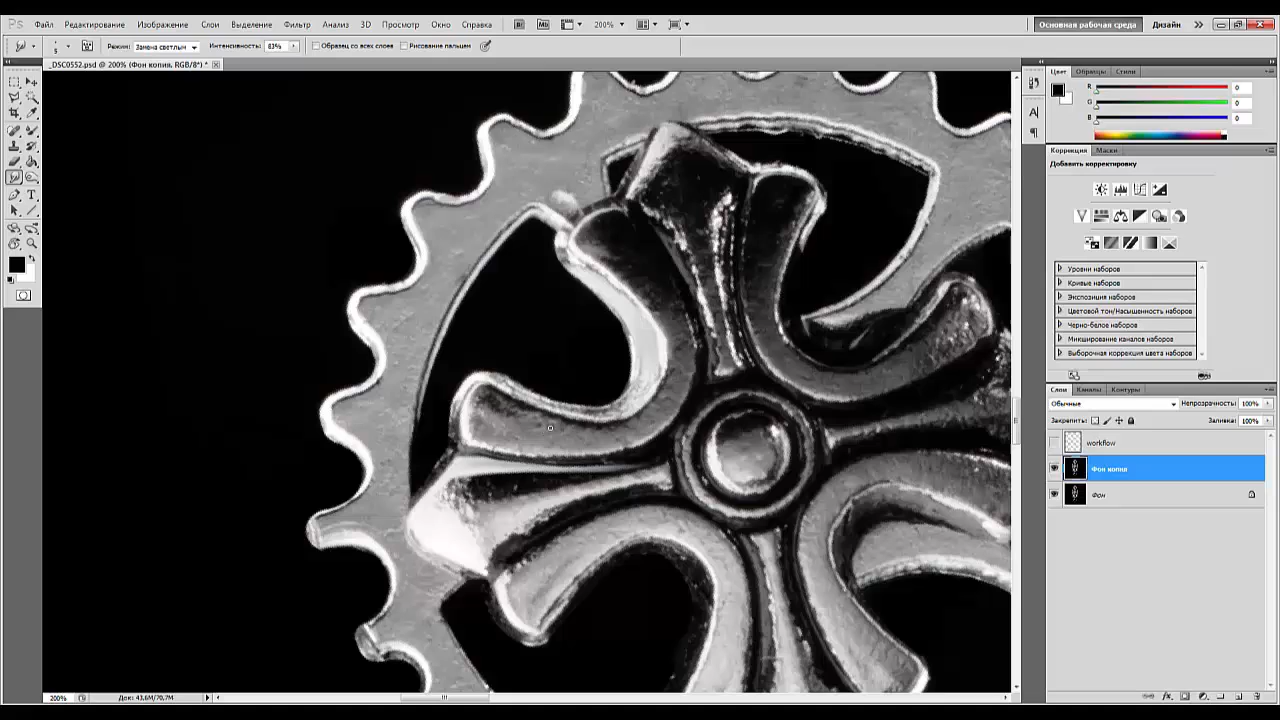 Ps Файл Редактирование Изображение Слои Выделение Фильтр Анализ 3D Просмотр Окно Справка Br Mb 200% Основная рабочая среда Дизайн
5 Режим: Замена светлым Интенсивность: 83% Образец со всех слоев Рисование пальцем
_DSC0552.psd @ 200% (Фон копия, RGB/8*) *
Цвет Образцы Стили
R 0
G 0
B 0
Коррекция Маски
Добавить корректировку
Уровни наборов
Кривые наборов
Экспозиция наборов
Цветовой тон/Насыщенность наборов
Черно-белое наборов
Микширование каналов наборов
Выборочная коррекция цвета наборов
Слои Каналы Контуры
Обычные Непрозрачность: 100%
Закрепить: Заливка: 100%
workflow
Фон копия
Фон
200% Док: 43,6M/70,7M